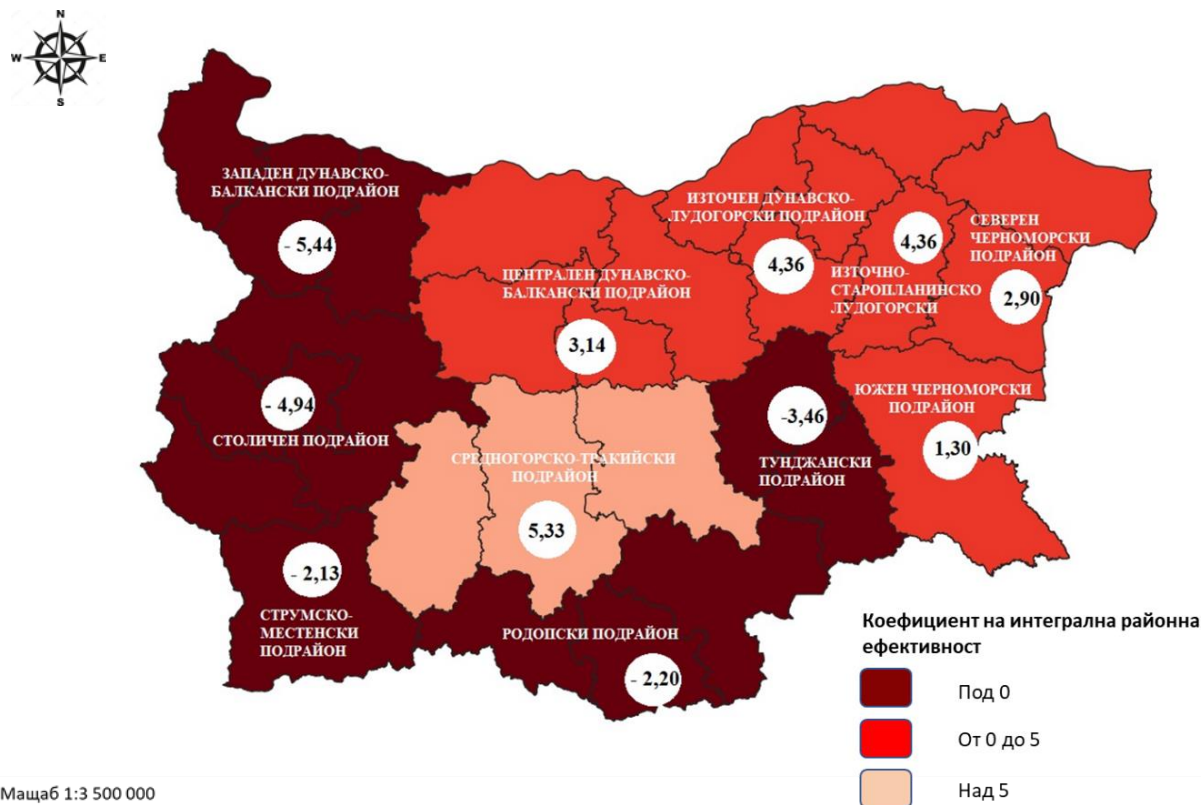 N
W
E
S
ЗАПАДЕН ДУНАВСКО-
БАЛКАНСКИ ПОДРАЙОН
- 5,44
ИЗТОЧЕН ДУНАВСКО-
ЛУДОГОРСКИ ПОДРАЙОН
4,36
4,36
ИЗТОЧНО-
СТАРОПЛАНИНСКО
ЛУДОГОРСКИ
СЕВЕРЕН
ЧЕРНОМОРСКИ
ПОДРАЙОН
2,90
ЦЕНТРАЛЕН ДУНАВСКО-
БАЛКАНСКИ ПОДРАЙОН
3,14
- 4,94
СТОЛИЧЕН ПОДРАЙОН
СРЕДНОГОРСКО-ТРАКИЙСКИ
ПОДРАЙОН
5,33
-3,46
ТУНДЖАНСКИ
ПОДРАЙОН
ЮЖЕН ЧЕРНОМОРСКИ
ПОДРАЙОН
1,30
- 2,13
СТРУМСКО-
МЕСТЕНСКИ
ПОДРАЙОН
РОДОПСКИ ПОДРАЙОН
- 2,20
Коефициент на интегрална районна
ефективност
Под 0
От 0 до 5
Над 5
Мащаб 1:3 500 000